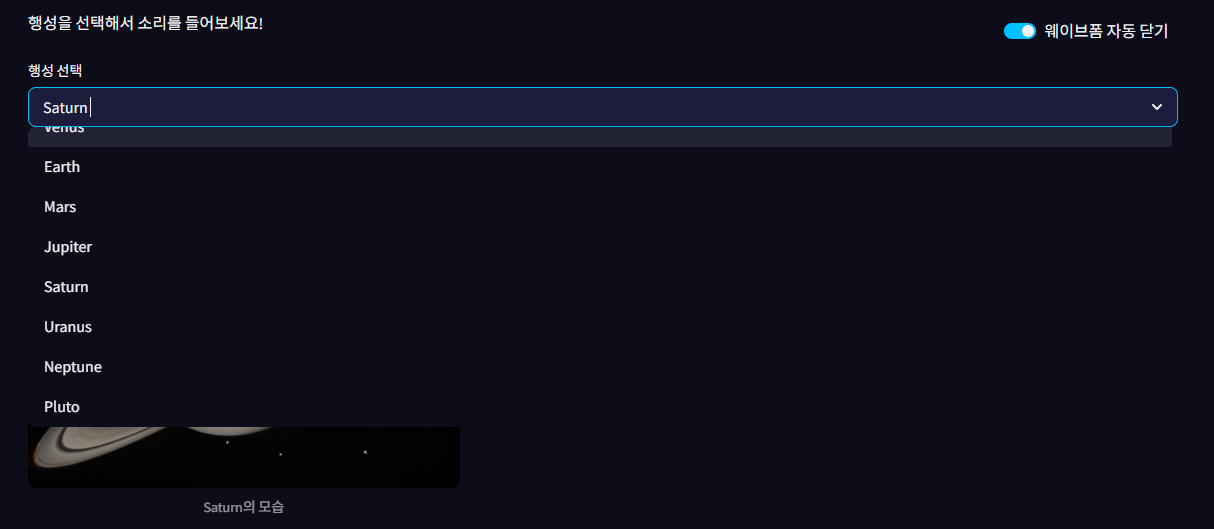 행성을 선택해서 소리를 들어보세요!
웨이브폼 자동 닫기
행성 선택
Saturn
Venus
Earth
Mars
Jupiter
Saturn
Uranus
Neptune
Pluto
Saturn의 모습